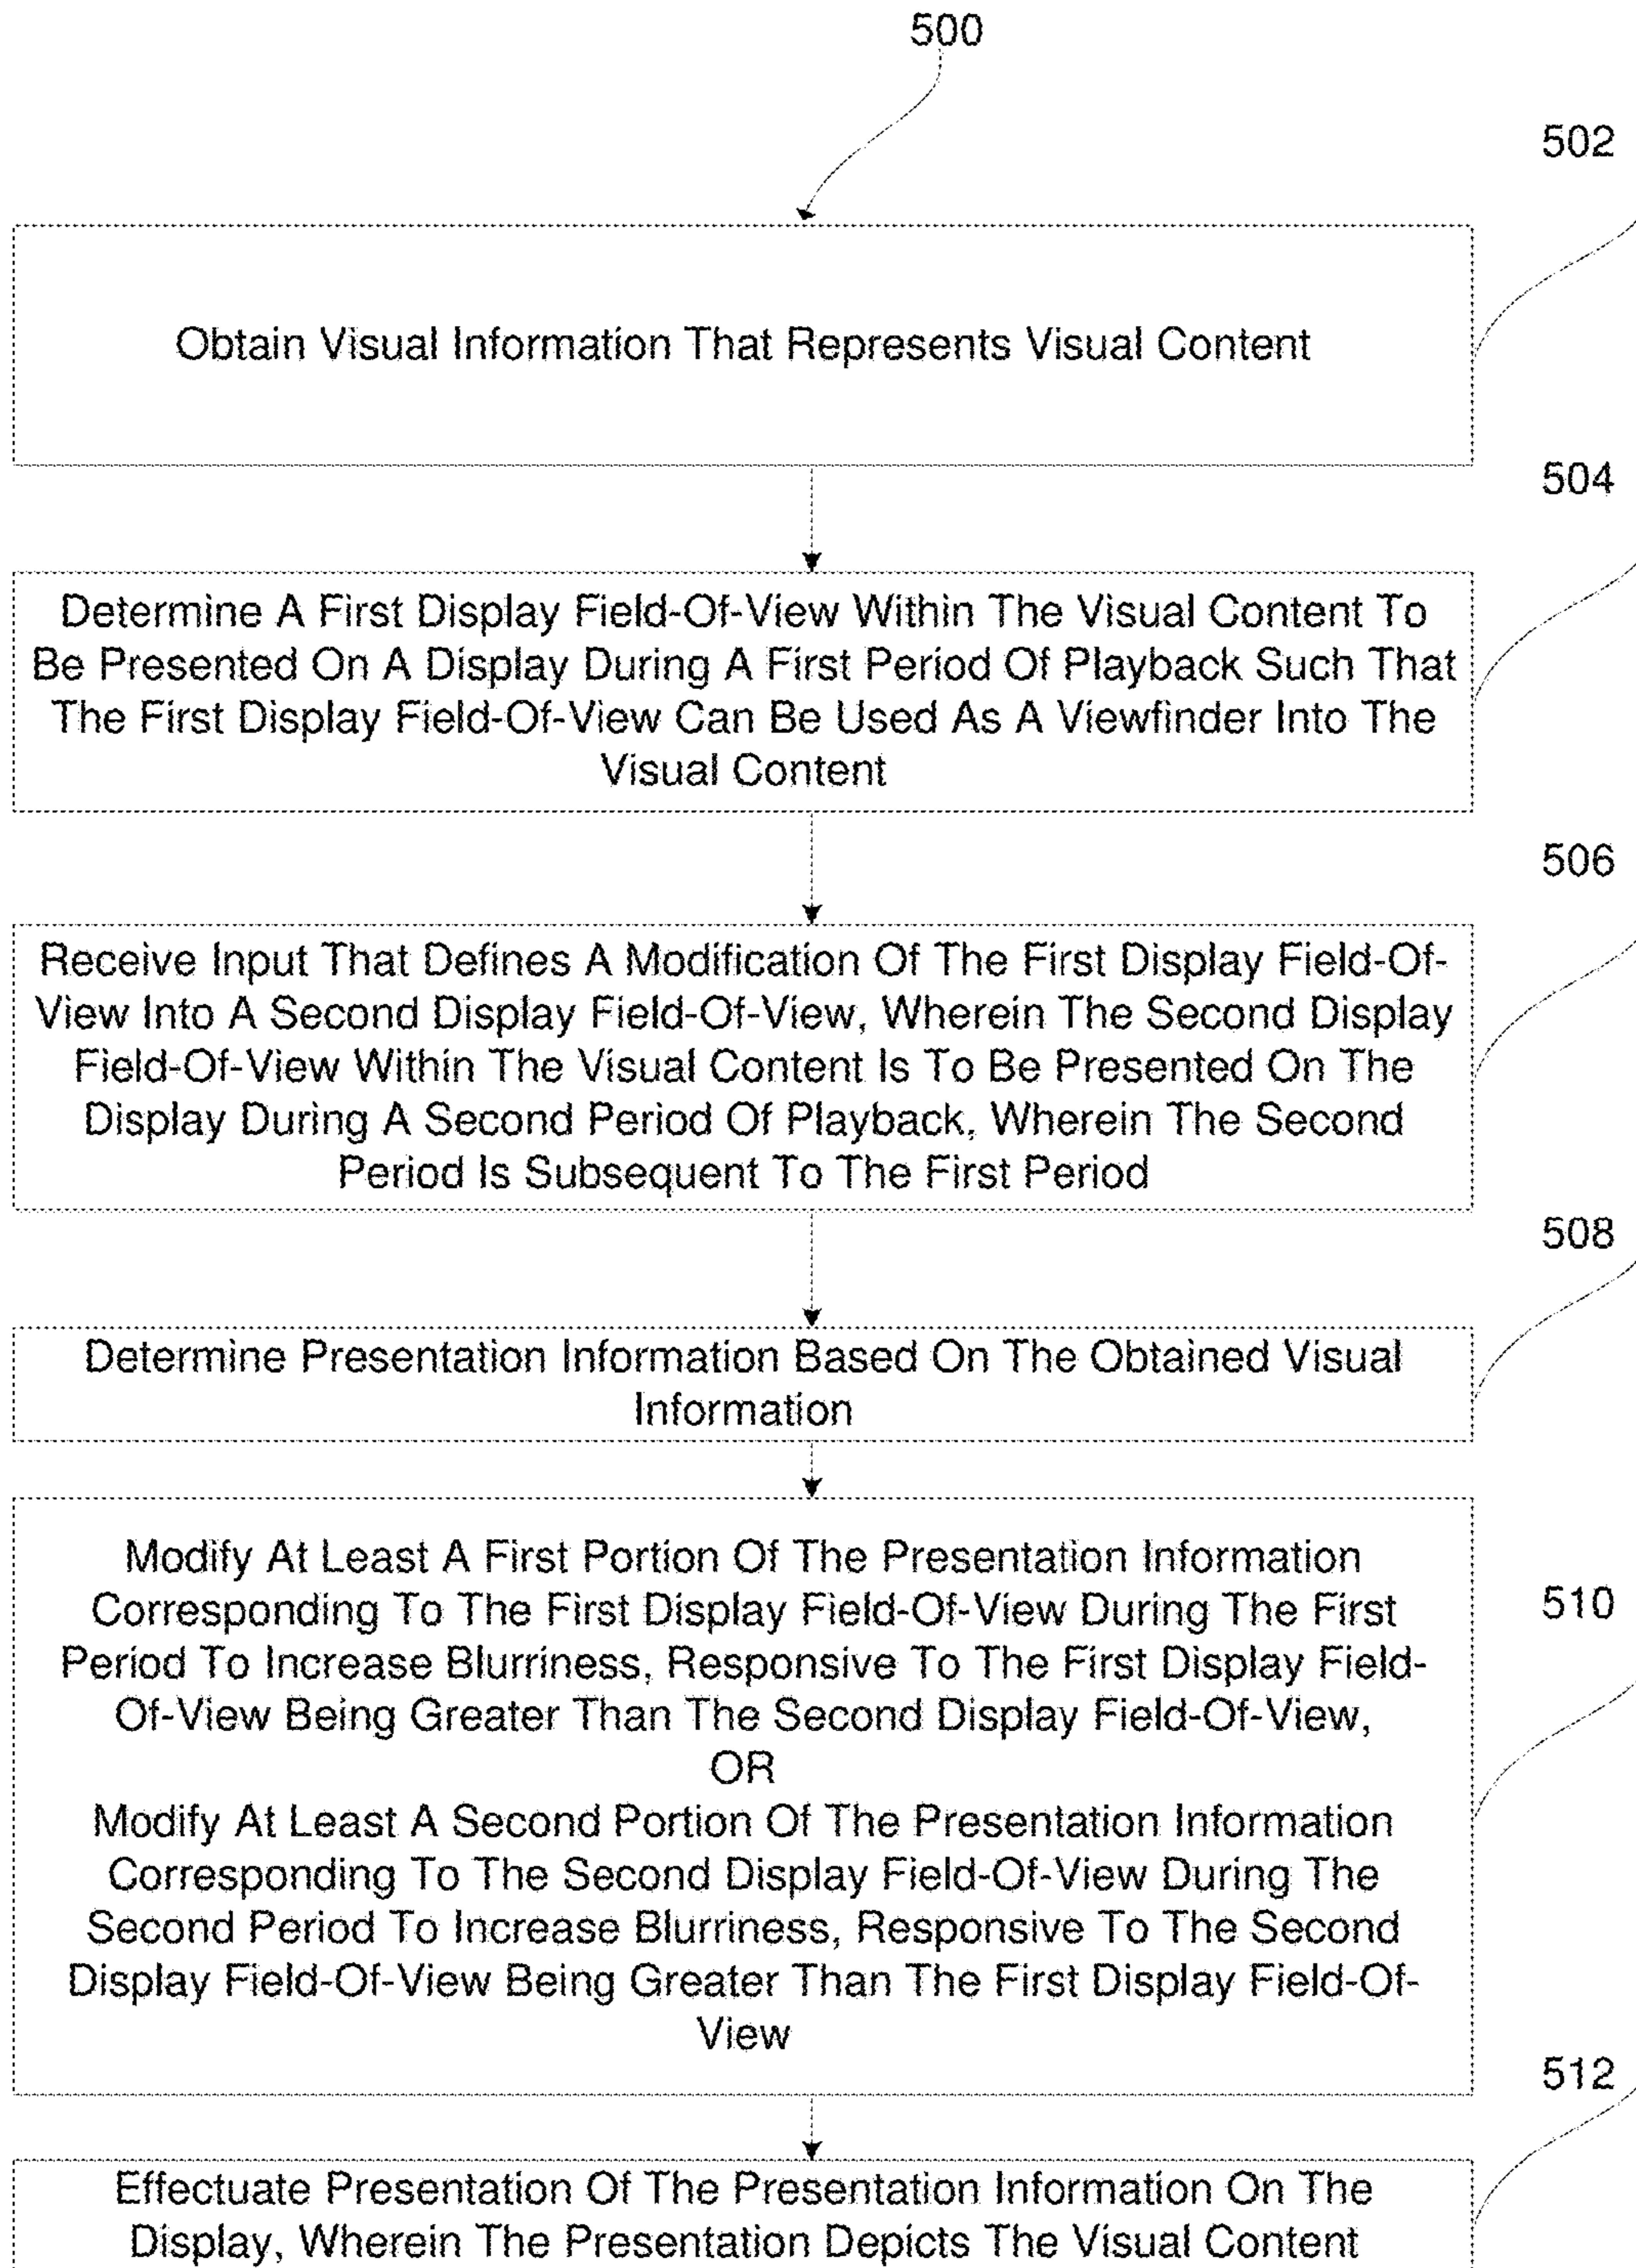 500
502
Obtain Visual Information That Represents Visual Content
504
Determine A First Display Field-Of-View Within The Visual Content To
Be Presented On A Display During A First Period Of Playback Such That
The First Display Field-Of-View Can Be Used As A Viewfinder Into The
Visual Content
506
Receive Input That Defines A Modification Of The First Display Field-Of-
View Into A Second Display Field-Of-View, Wherein The Second Display
Field-Of-View Within The Visual Content Is To Be Presented On The
Display During A Second Period Of Playback, Wherein The Second
Period Is Subsequent To The First Period
508
Determine Presentation Information Based On The Obtained Visual
Information
Modify At Least A First Portion Of The Presentation Information
Corresponding To The First Display Field-Of-View During The First
510
Period To Increase Blurriness, Responsive To The First Display Field-
Of-View Being Greater Than The Second Display Field-Of-View,
OR
Modify At Least A Second Portion Of The Presentation Information
Corresponding To The Second Display Field-Of-View During The
Second Period To Increase Blurriness, Responsive To The Second
Display Field-Of-View Being Greater Than The First Display Field-Of-
View
512
Effectuate Presentation Of The Presentation Information On The
Display, Wherein The Presentation Depicts The Visual Content